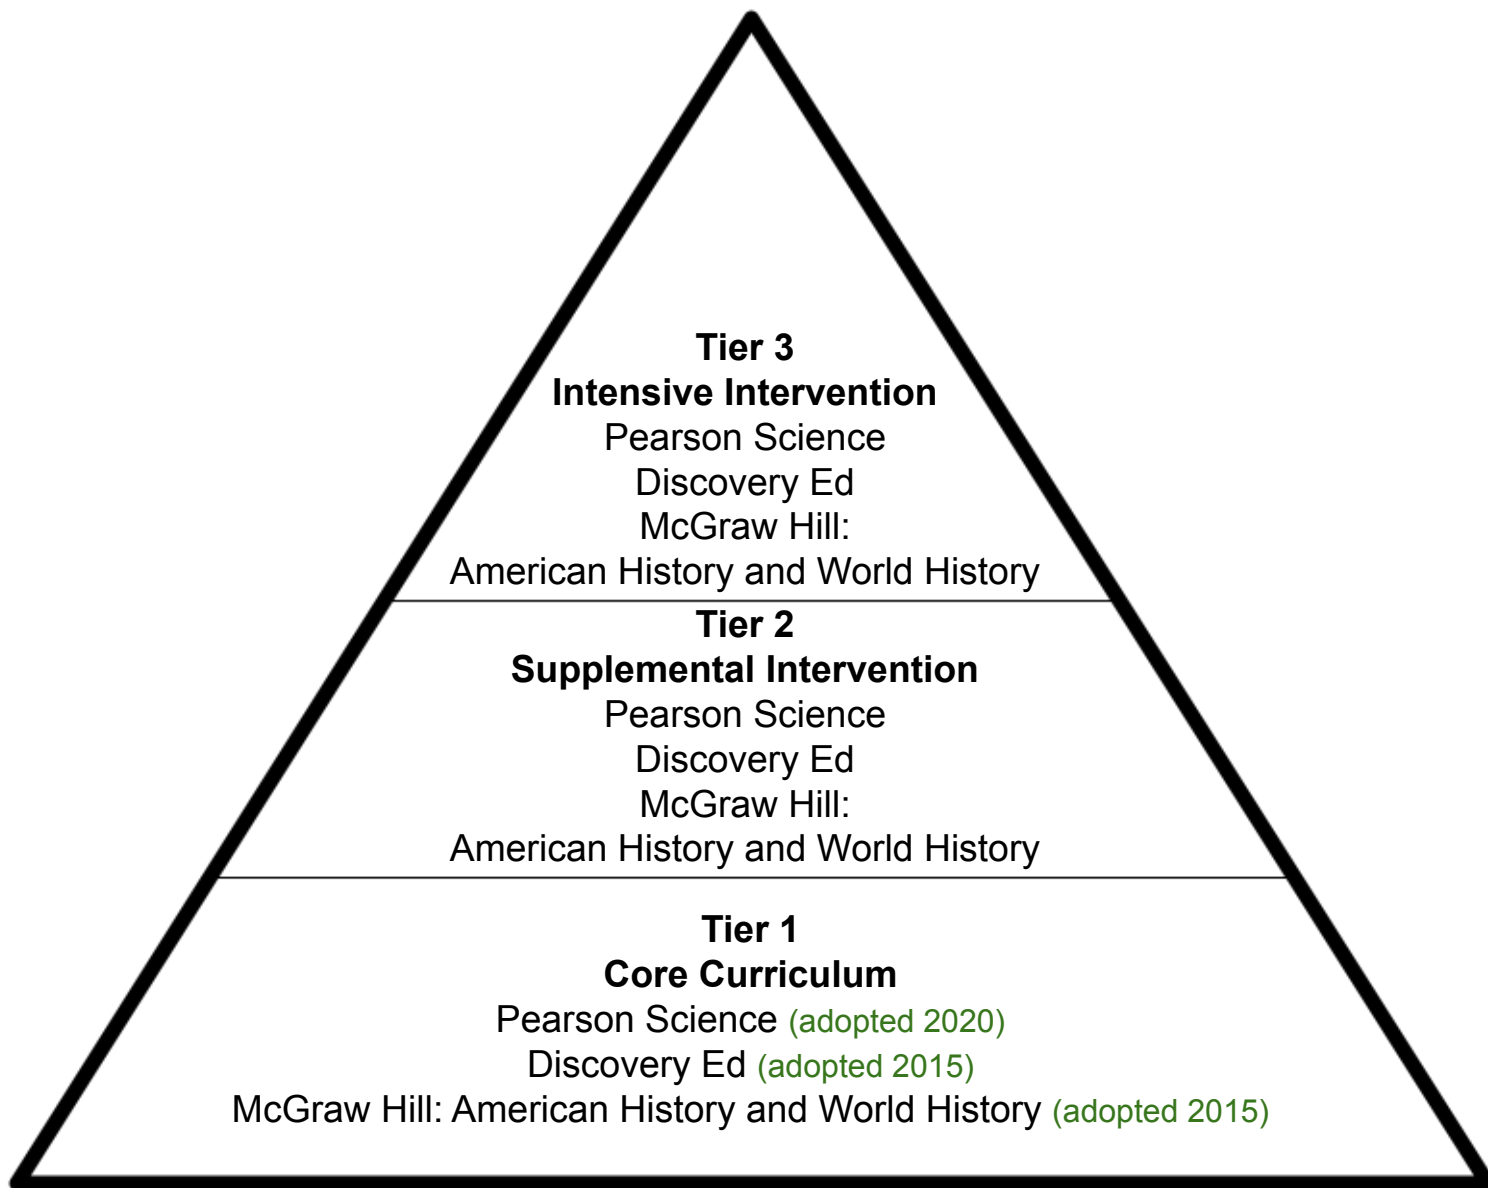 Tier 3
Intensive Intervention
Pearson Science
Discovery Ed
McGraw Hill:
American History and World History
Tier 2
Supplemental Intervention
Pearson Science
Discovery Ed
McGraw Hill:
American History and World History
Tier 1
Core Curriculum
Pearson Science (adopted 2020)
Discovery Ed (adopted 2015)
McGraw Hill: American History and World History (adopted 2015)